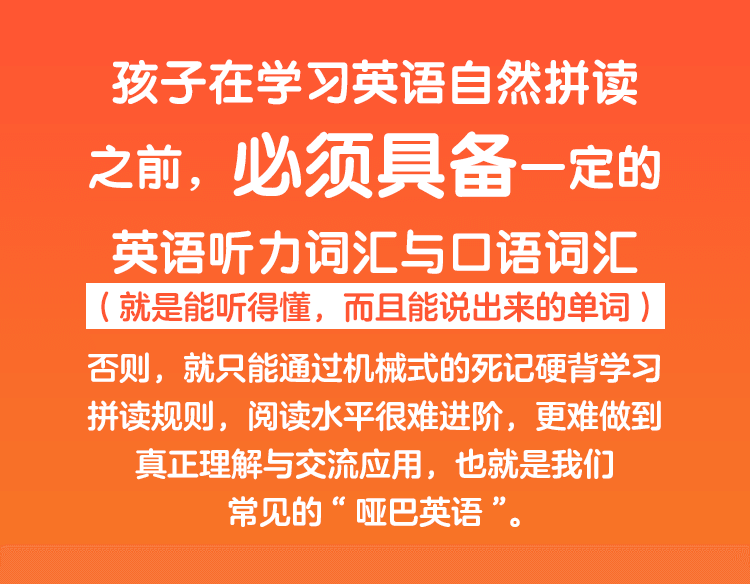 孩子在学习英语自然拼读
之前，必须具备一定的
英语听力词汇与口语词汇
（就是能听得懂，而且能说出来的单词）
否则，就只能通过机械式的死记硬背学习
拼读规则，阅读水平很难进阶，更难做到
真正理解与交流应用，也就是我们
常见的“哑巴英语”。